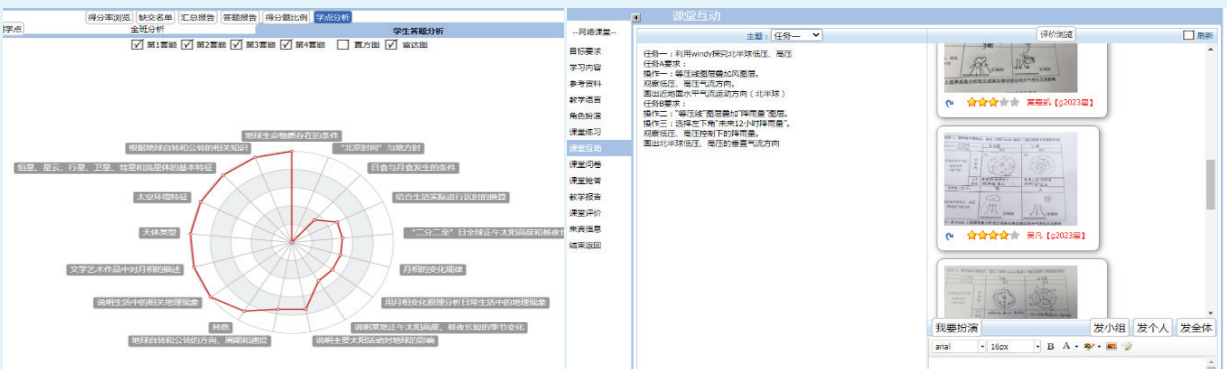 得分率浏览 缺交名单 汇总报告 答题报告 得分题比例 学点分析
学点
全班分析
学生答题分析
第1套题 第2套题 第3套题 第4套题 直方图 雷达图
地球生命物质存在的条件
根据地球自转和公转的相关知识
"北京时间"与地方时
恒星、星云、行星、卫星、彗星和流星体的基本特征
日食与月食发生的条件
太空环境特征
结合生活实际进行区时的换算
天体类型
"二分二至"日全球正午太阳高度和昼夜
文学艺术作品中对月相的描述
月相的变化规律
说明生活中的相关地理现象
用月相变化原理分析日常生活中的地理现象
其他
说明某地正午太阳高度、昼夜长短的季节变化
地球自转和公转的方向、周期和速度
说明主要太阳活动对地球的影响
课堂互动
--网络课堂--
目标要求
学习内容
参考资料
教学语言
角色扮演
课堂练习
课堂互动
课堂问卷
课堂抢答
教学报告
课堂评价
来宾信息
结束返回
主题：任务一
评价浏览
刷新
任务一：利用windy探究北半球低压、高压
任务A要求：
操作一：等压线图层叠加风图层。
观察低压、高压气流方向。
画出近地面水平气流运动方向（北半球）
任务B要求：
操作二："等压线"图层叠加"降雨量"图层。
操作三：选择左下角"未来12小时降雨量"。
观察低压、高压控制下的降雨量。
画出北半球低压、高压的垂直气流方向
[g2023届]
[g2023届]
我要扮演
发小组 发个人 发全体
arial 16px B A